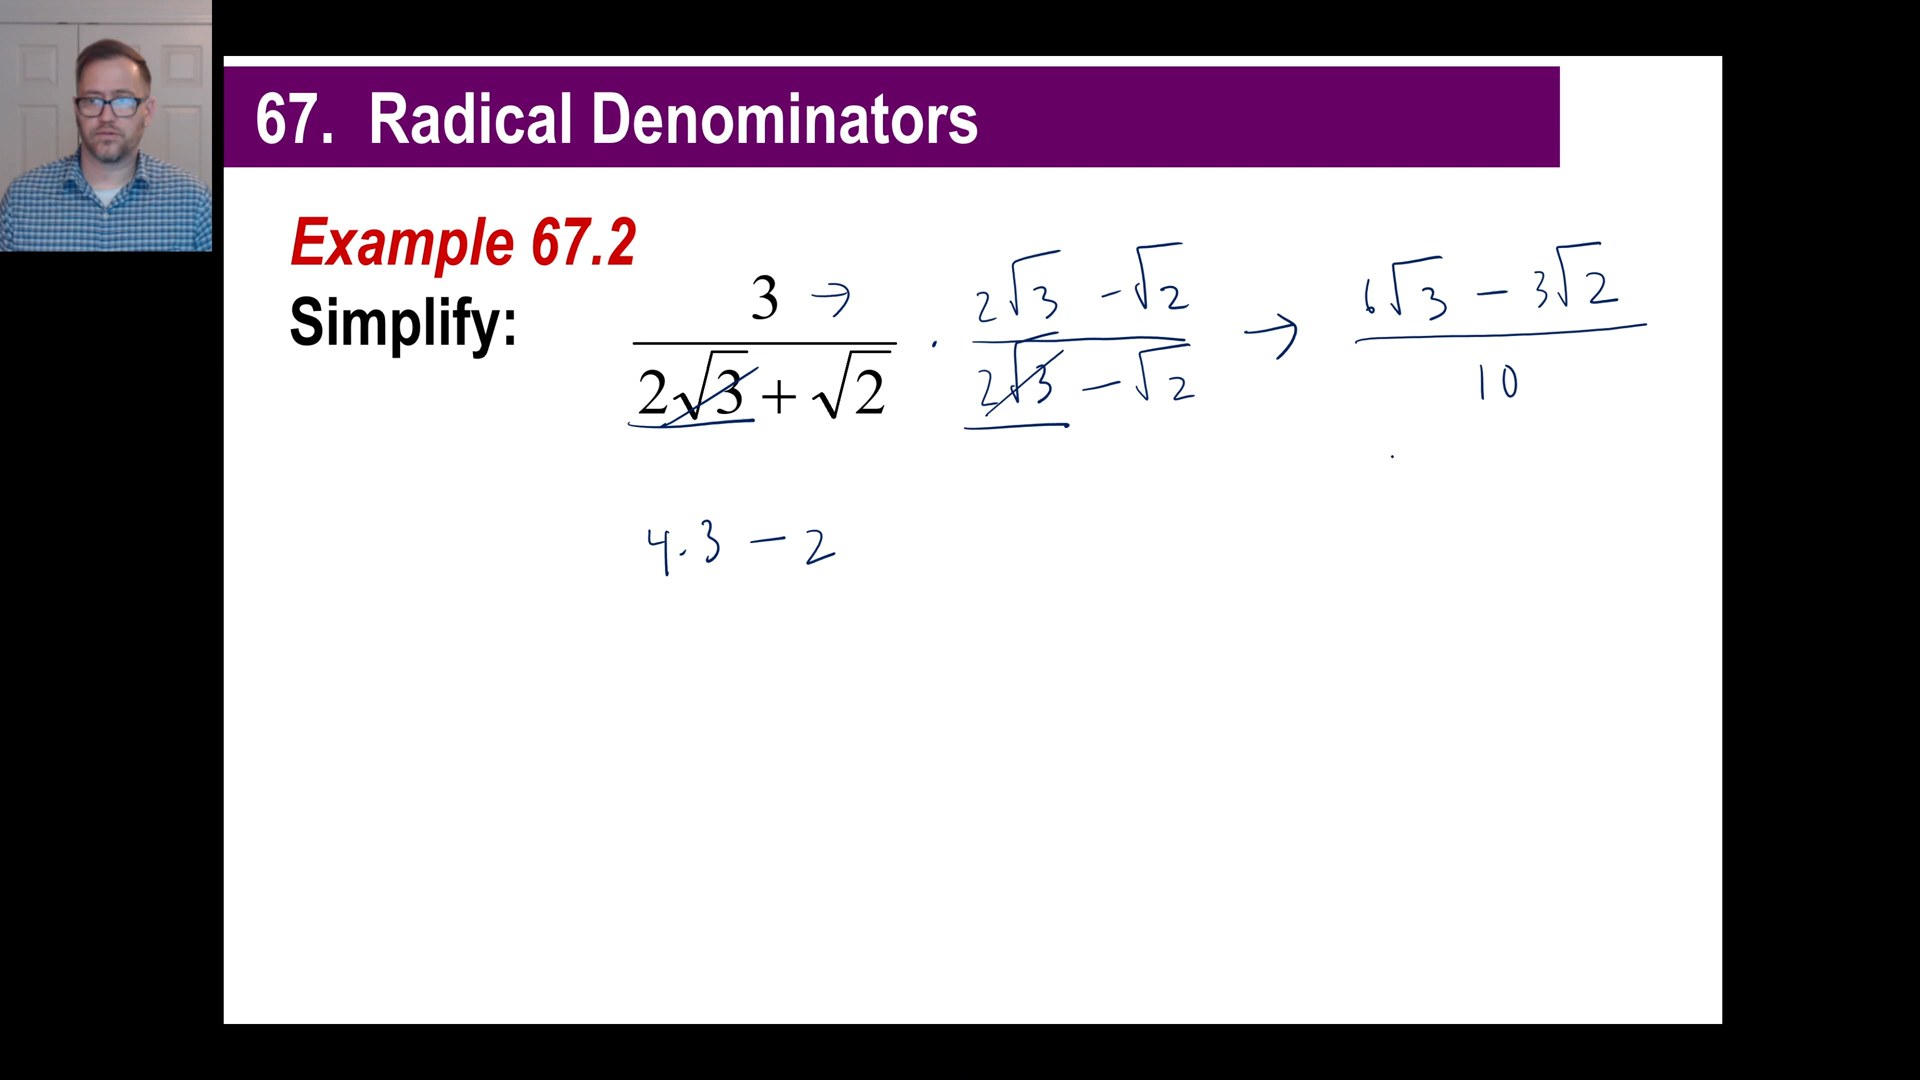 67. Radical Denominators
Example 67.2
Simplify:
3 → 2√3 − √2 6√3 − 3√2
2√3 + √2 · 2√3 − √2 → 10
4·3 − 2